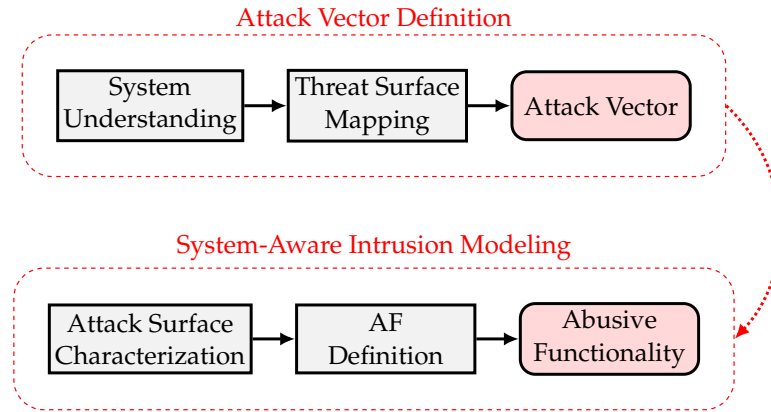 Attack Vector Definition
System
Understanding
Threat Surface
Mapping
Attack Vector
System-Aware Intrusion Modeling
Attack Surface
Characterization
AF
Definition
Abusive
Functionality